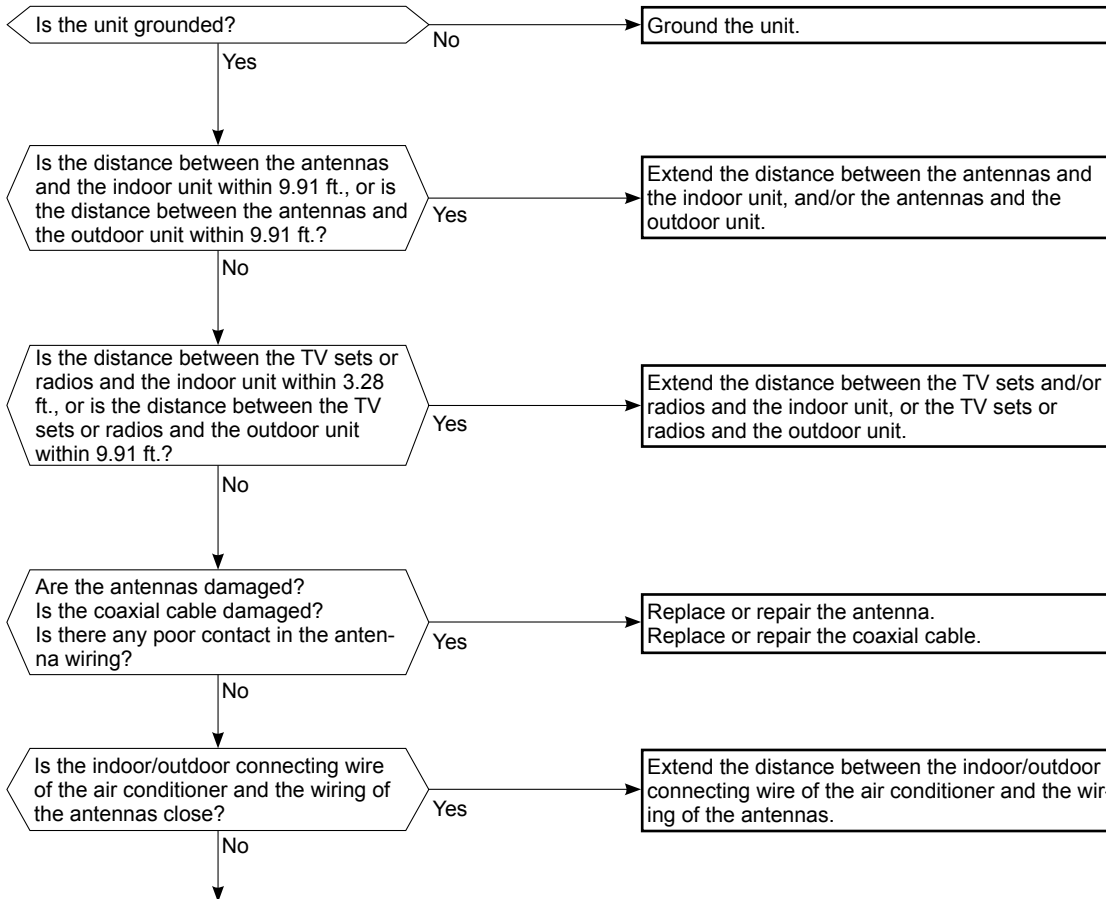 Is the unit grounded?
No
Ground the unit.
Yes
Is the distance between the antennas
and the indoor unit within 9.91 ft., or is
the distance between the antennas and
the outdoor unit within 9.91 ft.?
Yes
Extend the distance between the antennas and
the indoor unit, and/or the antennas and the
outdoor unit.
No
Is the distance between the TV sets or
radios and the indoor unit within 3.28
ft., or is the distance between the TV
sets or radios and the outdoor unit
within 9.91 ft.?
Yes
Extend the distance between the TV sets and/or
radios and the indoor unit, or the TV sets or
radios and the outdoor unit.
No
Are the antennas damaged?
Is the coaxial cable damaged?
Is there any poor contact in the anten-
na wiring?
Yes
Replace or repair the antenna.
Replace or repair the coaxial cable.
No
Is the indoor/outdoor connecting wire
of the air conditioner and the wiring of
the antennas close?
Yes
Extend the distance between the indoor/outdoor
connecting wire of the air conditioner and the wir-
ing of the antennas.
No